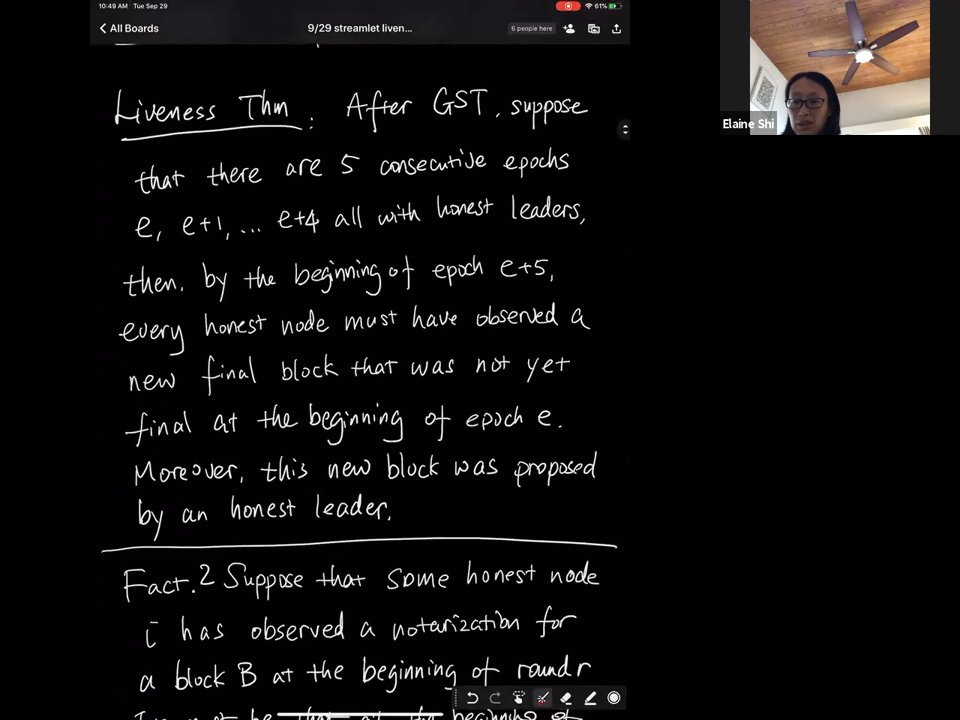 10:49 AM Tue Sep 29
61%
All Boards
9/29 streamlet liven...
6 people here
Elaine Shi
Liveness Thm : After GST, suppose
that there are 5 consecutive epochs
e, e+1, ... e+4 all with honest leaders,
then, by the beginning of epoch e+5,
every honest node must have observed a
new final block that was not yet
final at the beginning of epoch e.
Moreover, this new block was proposed
by an honest leader.
Fact.2 Suppose that some honest node
i has observed a notarization for
a block B at the beginning of round r